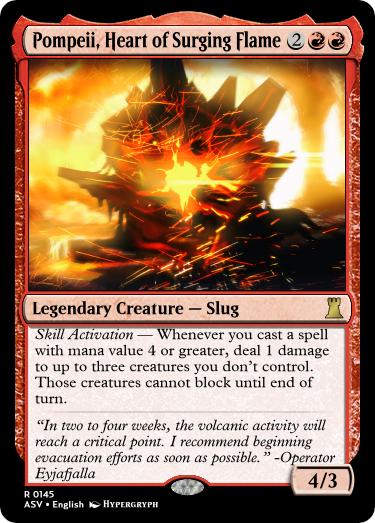 Pompeii, Heart of Surging Flame 2
Legendary Creature — Slug
Skill Activation — Whenever you cast a spell
with mana value 4 or greater, deal 1 damage
to up to three creatures you don't control.
Those creatures cannot block until end of
turn.
“In two to four weeks, the volcanic activity will
reach a critical point. I recommend beginning
evacuation efforts as soon as possible.” -Operator
Eyjafjalla
4/3
R 0145
ASV • English HYPERGRYPH